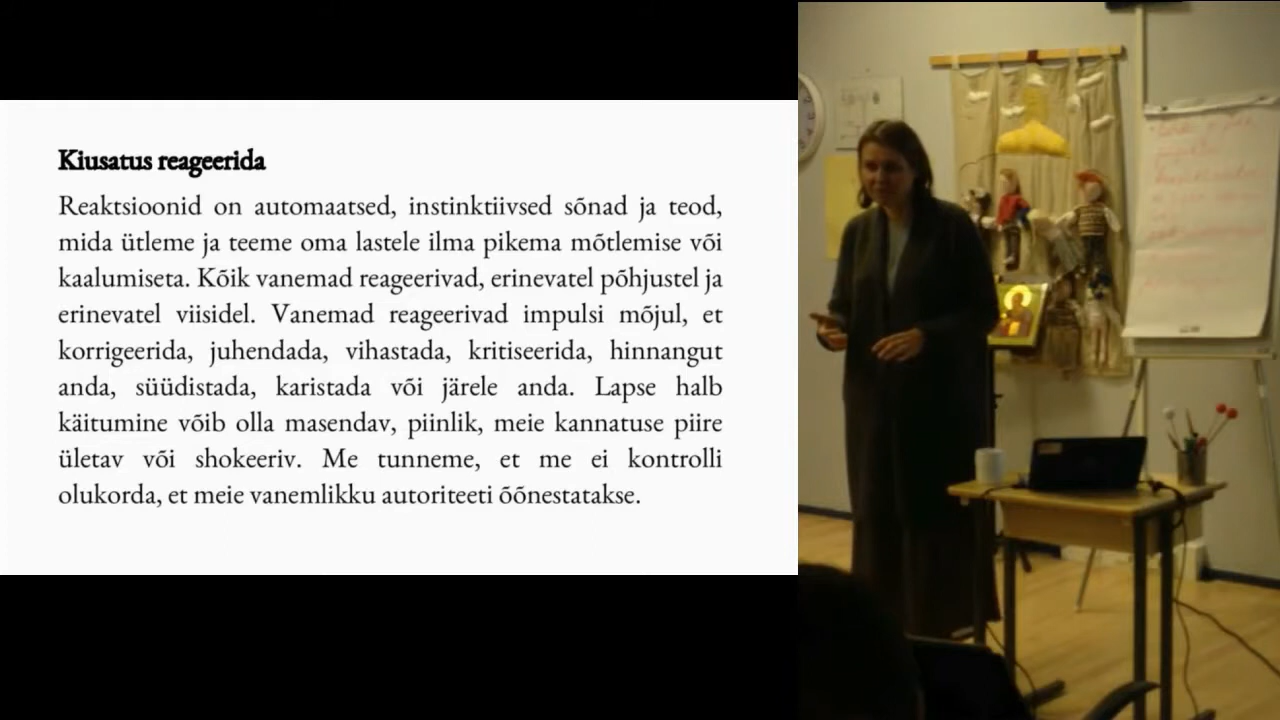 Kiusatus reageerida
Reaktsioonid on automaatsed, instinktiivsed sõnad ja teod,
mida ütleme ja teeme oma lastele ilma pikema mõtlemise või
kaalumiseta. Kõik vanemad reageerivad, erinevatel põhjustel ja
erinevatel viisidel. Vanemad reageerivad impulsi mõjul, et
korrigeerida, juhendada, vihastada, kritiseerida, hinnangut
anda, süüdistada, karistada või järele anda. Lapse halb
käitumine võib olla masendav, piinlik, meie kannatuse piire
ületav või shokeeriv. Me tunneme, et me ei kontrolli
olukorda, et meie vanemlikku autoriteeti õõnestatakse.